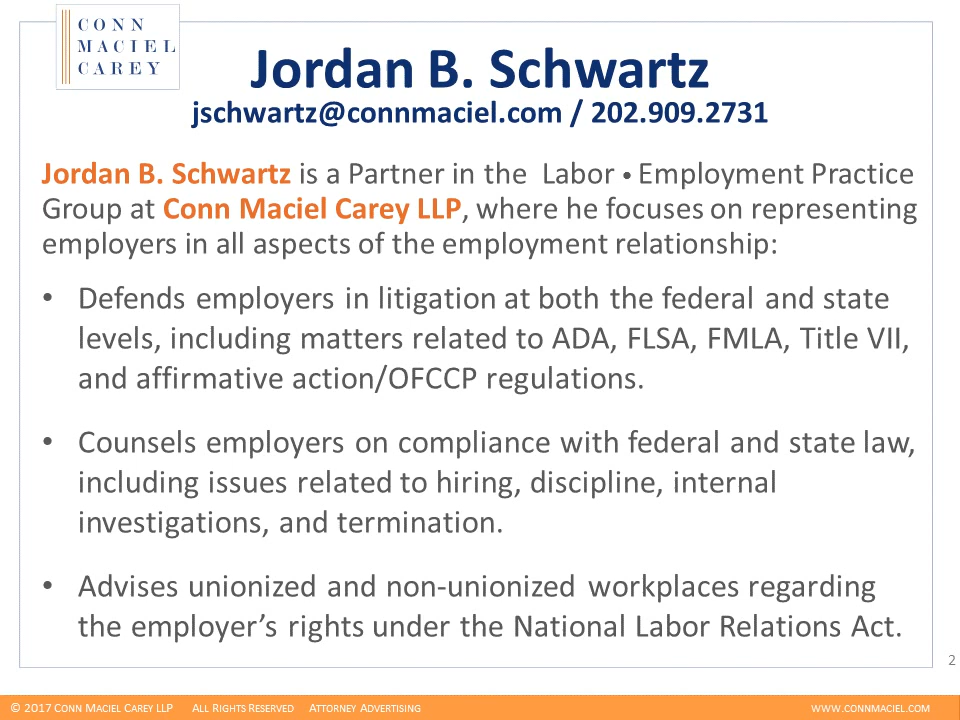 CONN
MACIEL
CAREY
Jordan B. Schwartz
jschwartz@connmaciel.com / 202.909.2731
Jordan B. Schwartz is a Partner in the Labor • Employment Practice
Group at Conn Maciel Carey LLP, where he focuses on representing
employers in all aspects of the employment relationship:
• Defends employers in litigation at both the federal and state
levels, including matters related to ADA, FLSA, FMLA, Title VII,
and affirmative action/OFCCP regulations.
• Counsels employers on compliance with federal and state law,
including issues related to hiring, discipline, internal
investigations, and termination.
• Advises unionized and non-unionized workplaces regarding
the employer’s rights under the National Labor Relations Act.
2
© 2017 CONN MACIEL CAREY LLP ALL RIGHTS RESERVED ATTORNEY ADVERTISING WWW.CONNMACIEL.COM